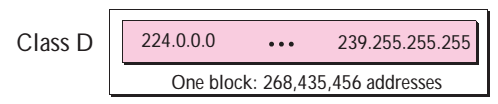 Class D 224.0.0.0 ••• 239.255.255.255
One block: 268,435,456 addresses